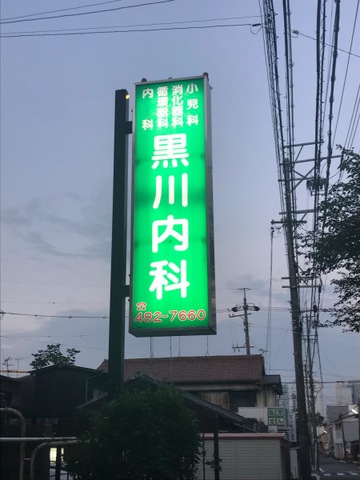 小児科
消化器科
循環器科
内科
黒川内科
☎
482-7660